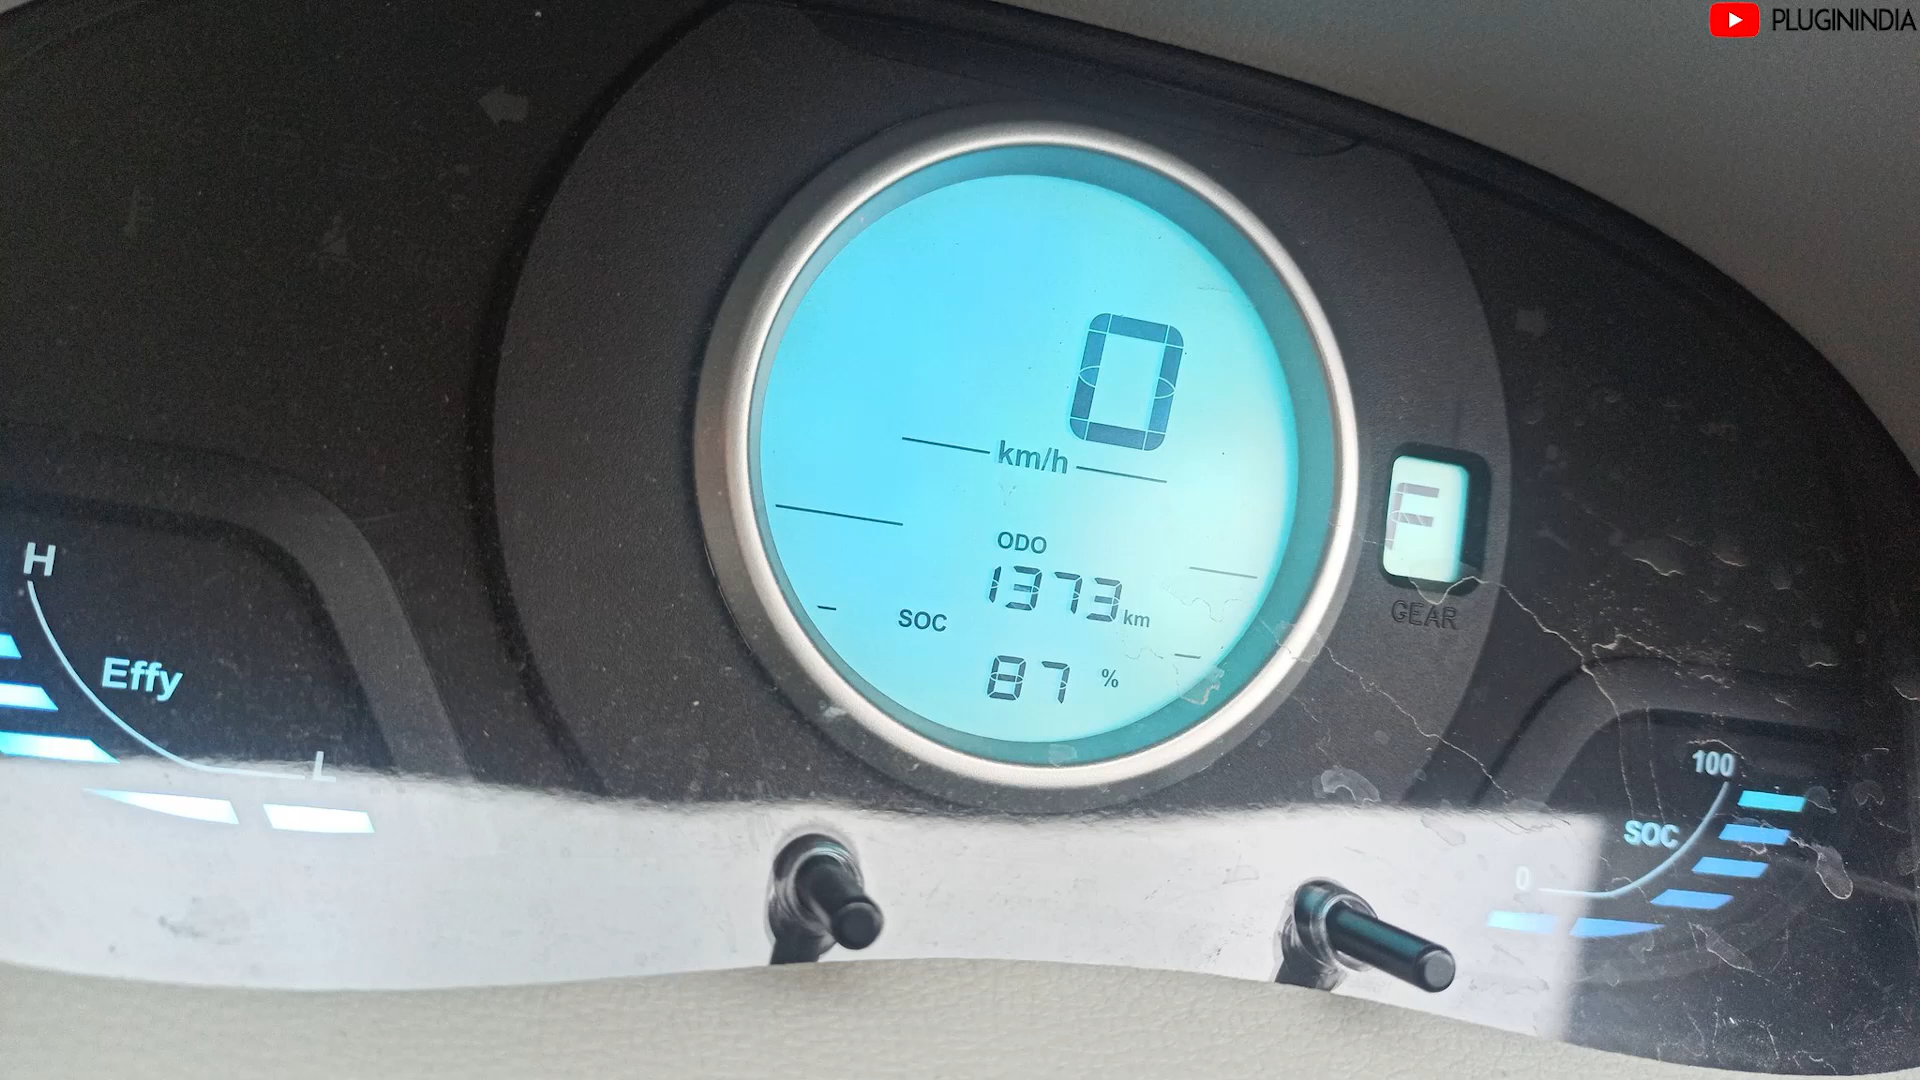 PLUGININDIA
0
km/h
ODO
1373 km
SOC
87 %
F
GEAR
H
Effy
L
100
SOC
0